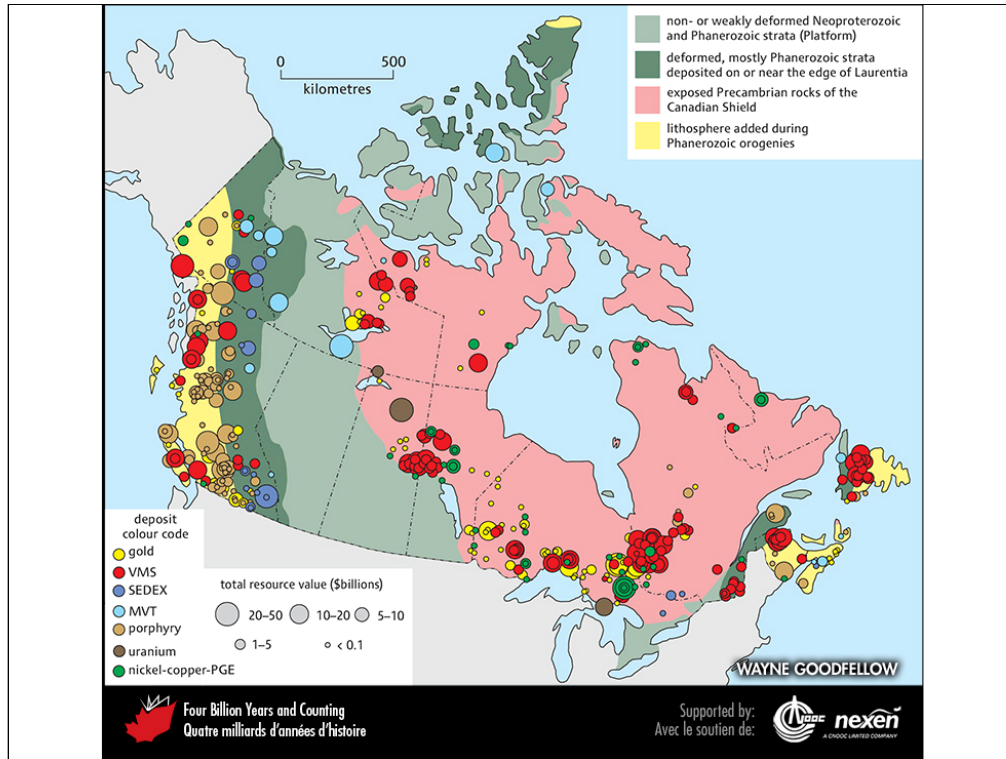 non- or weakly deformed Neoproterozoic
and Phanerozoic strata (Platform)
deformed, mostly Phanerozoic strata
deposited on or near the edge of Laurentia
exposed Precambrian rocks of the
Canadian Shield
lithosphere added during
Phanerozoic orogenies
0 500
kilometres
deposit
colour code
gold
VMS
SEDEX
MVT
porphyry
uranium
nickel-copper-PGE
total resource value ($billions)
20–50 10–20 5–10
1–5 < 0.1
WAYNE GOODFELLOW
Four Billion Years and Counting
Quatre milliards d'années d'histoire
Supported by:
Avec le soutien de:
cnooc nexen
A CNOOC LIMITED COMPANY